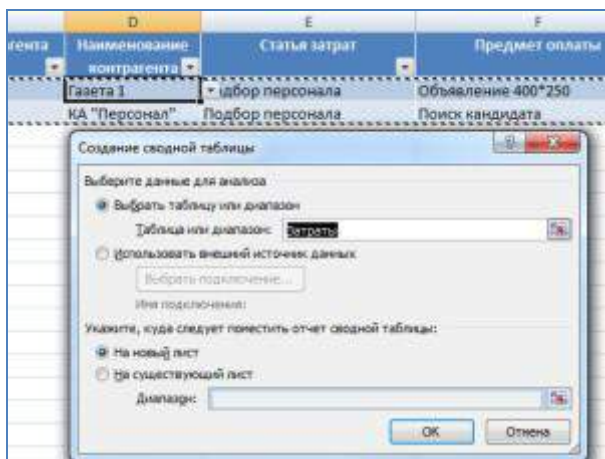 D E F
гента Наименование контрагента Статья затрат Предмет оплаты
Газета 1 дбор персонала Объявление 400*250
КА "Персонал" Подбор персонала Поиск кандидата
Создание сводной таблицы
Выберите данные для анализа
Выбрать таблицу или диапазон
Таблица или диапазон: Затраты
Использовать внешний источник данных
Выбрать подключение...
Имя подключения:
Укажите, куда следует поместить отчет сводной таблицы:
На новый лист
На существующий лист
Диапазон:
ОК Отмена